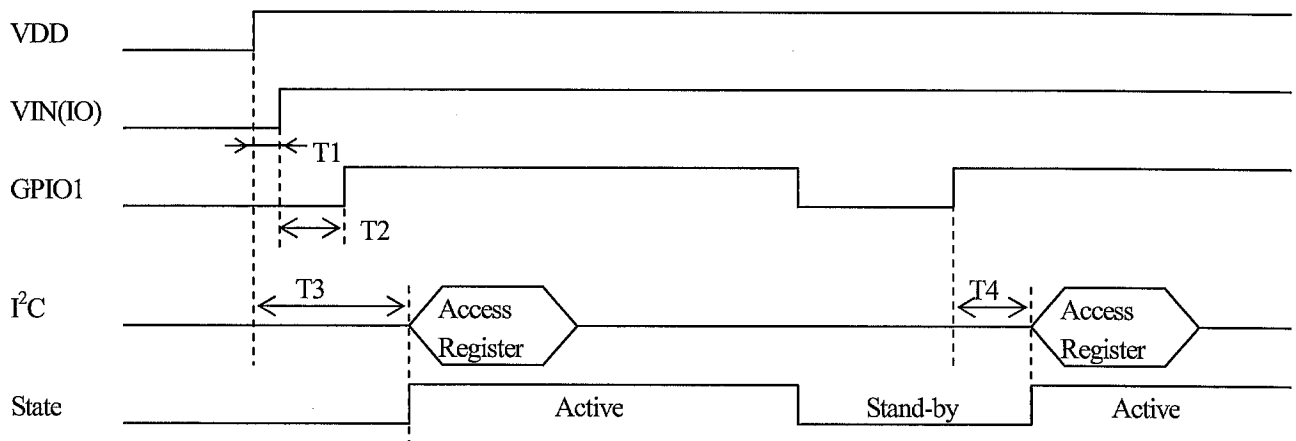 VDD
VIN(IO)
T1
GPIO1
T2
T3
T4
I²C
Access
Register
Access
Register
State
Active
Stand-by
Active